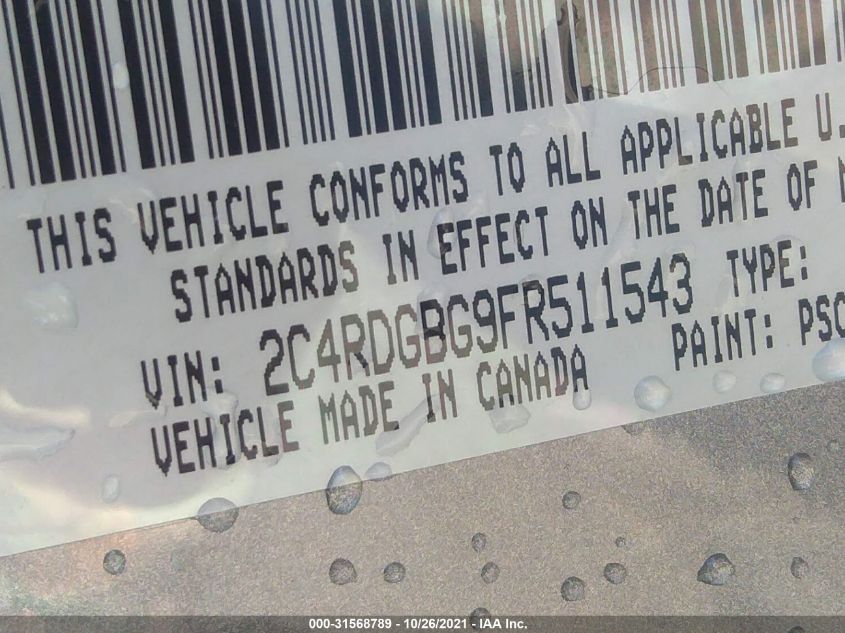 THIS VEHICLE CONFORMS TO ALL APPLICABLE U.
STANDARDS IN EFFECT ON THE DATE OF
VIN: 2C4RDGBG9FR511543 TYPE:
VEHICLE MADE IN CANADA PAINT: PSC
000-31568789 - 10/26/2021 - IAA Inc.